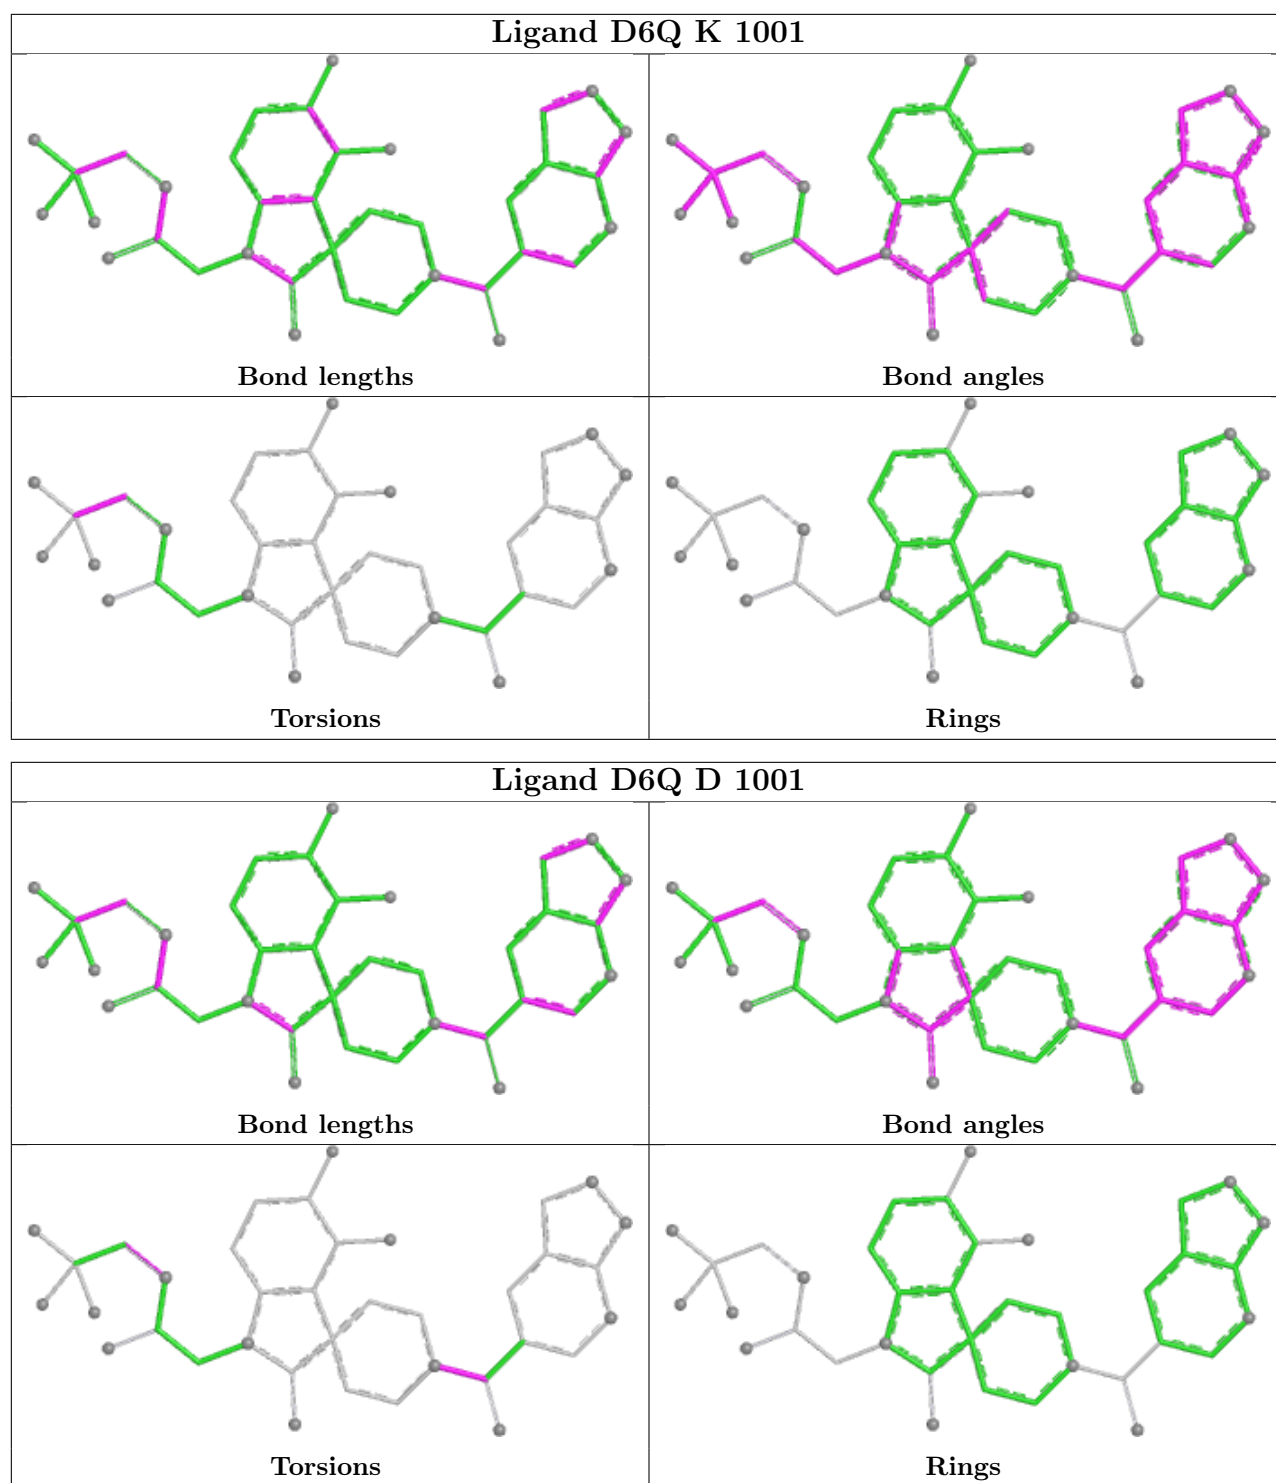 Ligand D6Q K 1001
Bond lengths
Bond angles
Torsions
Rings
Ligand D6Q D 1001
Bond lengths
Bond angles
Torsions
Rings